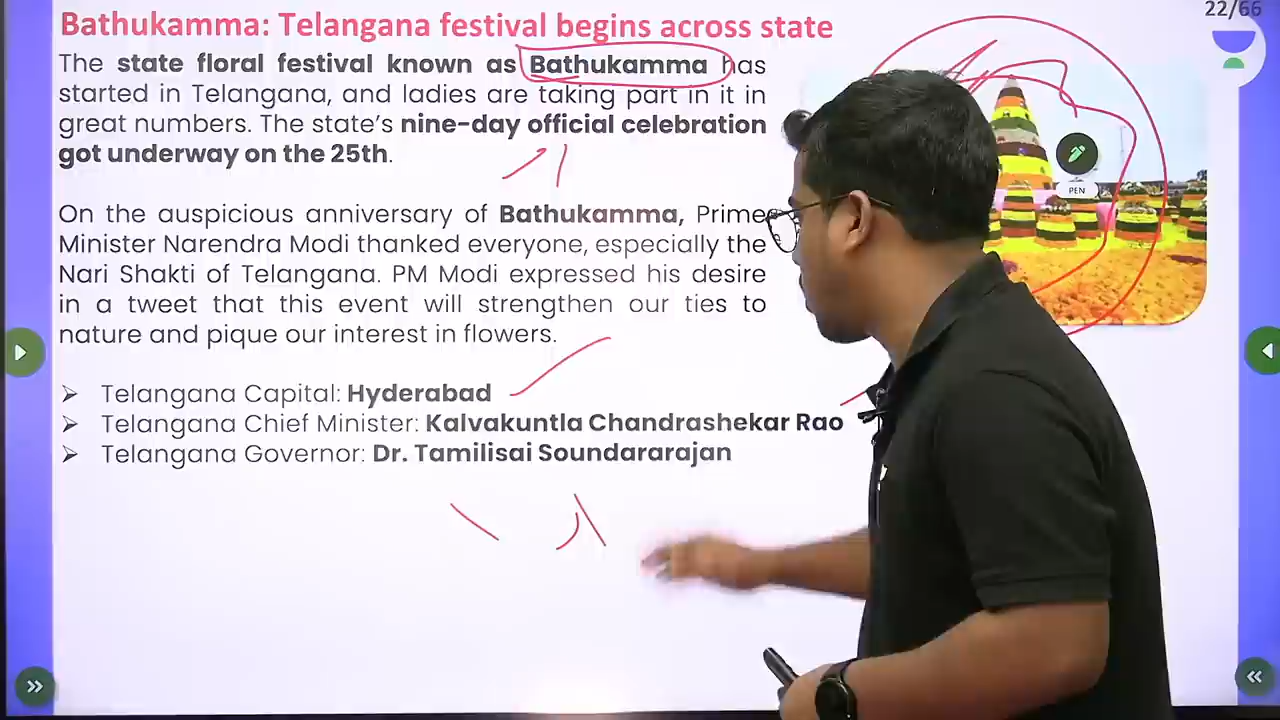 22/66
Bathukamma: Telangana festival begins across state
The state floral festival known as Bathukamma has
started in Telangana, and ladies are taking part in it in
great numbers. The state's nine-day official celebration
got underway on the 25th.
On the auspicious anniversary of Bathukamma, Prime
Minister Narendra Modi thanked everyone, especially the
Nari Shakti of Telangana. PM Modi expressed his desire
in a tweet that this event will strengthen our ties to
nature and pique our interest in flowers.
➢ Telangana Capital: Hyderabad
➢ Telangana Chief Minister: Kalvakuntla Chandrashekar Rao
➢ Telangana Governor: Dr. Tamilisai Soundararajan
PEN